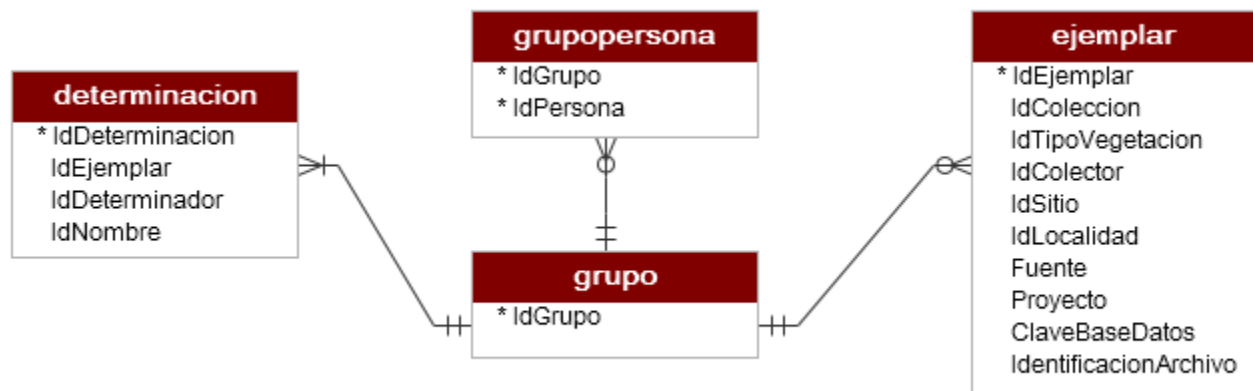 determinacion
* IdDeterminacion
IdEjemplar
IdDeterminador
IdNombre
grupopersona
* IdGrupo
* IdPersona
grupo
* IdGrupo
ejemplar
* IdEjemplar
IdColeccion
IdTipoVegetacion
IdColector
IdSitio
IdLocalidad
Fuente
Proyecto
ClaveBaseDatos
IdentificacionArchivo